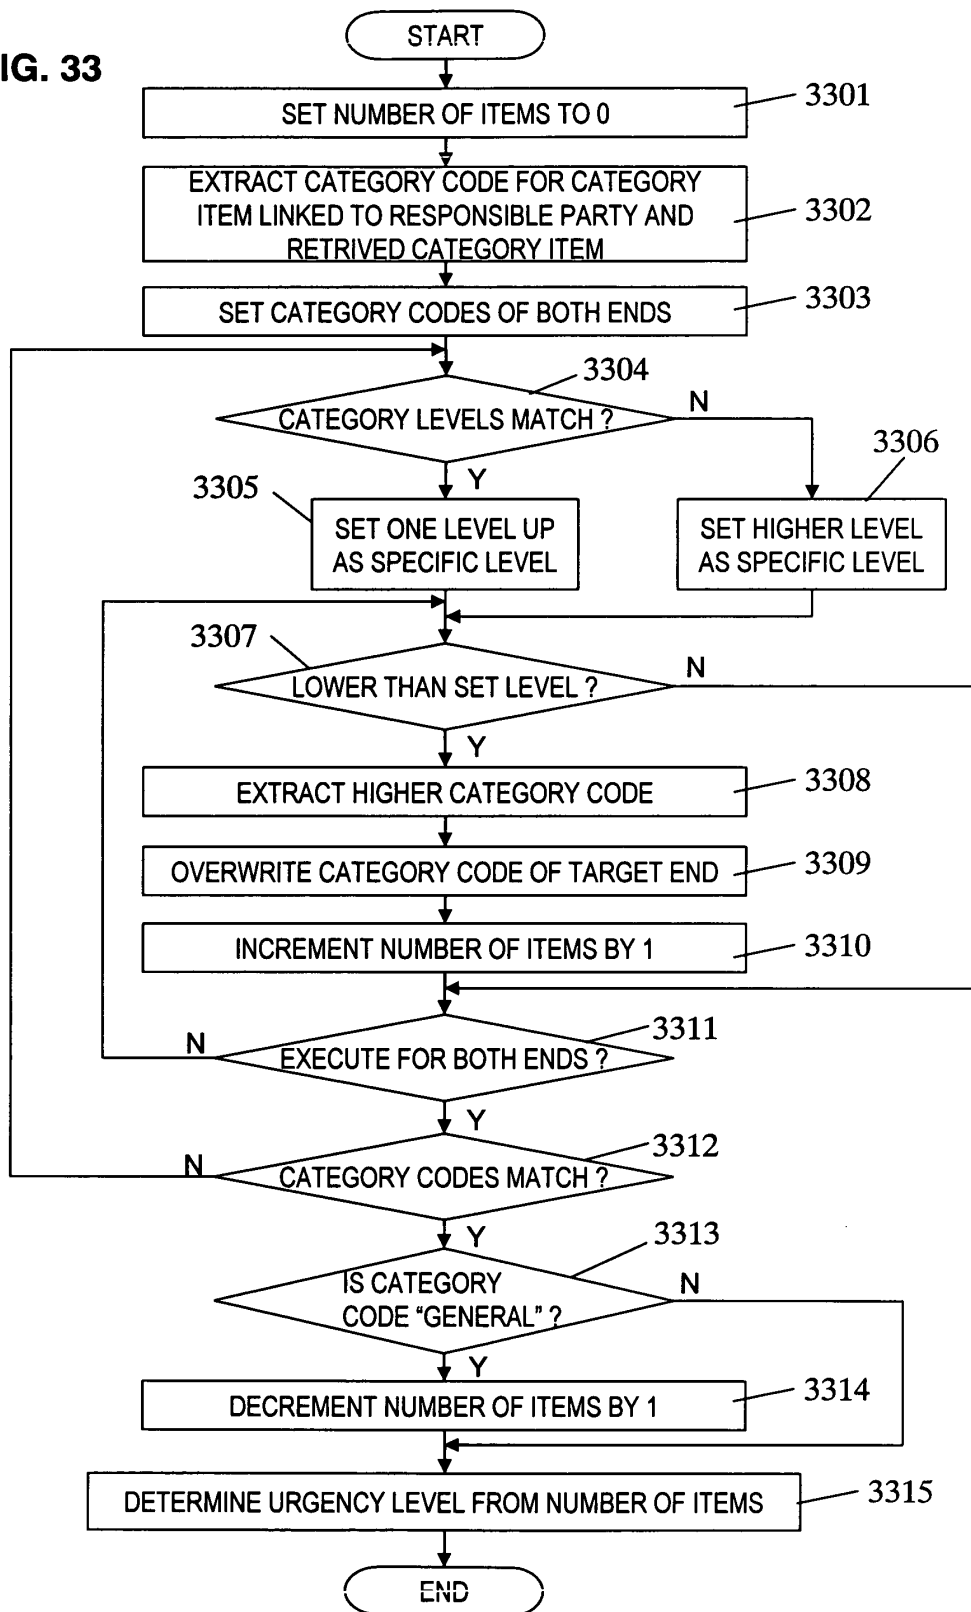 START
IG. 33
SET NUMBER OF ITEMS TO 0
3301
EXTRACT CATEGORY CODE FOR CATEGORY
ITEM LINKED TO RESPONSIBLE PARTY AND
RETRIVED CATEGORY ITEM
3302
SET CATEGORY CODES OF BOTH ENDS
3303
3304
CATEGORY LEVELS MATCH ?
N
Y
3305
3306
SET ONE LEVEL UP
AS SPECIFIC LEVEL
SET HIGHER LEVEL
AS SPECIFIC LEVEL
3307
LOWER THAN SET LEVEL ?
N
Y
EXTRACT HIGHER CATEGORY CODE
3308
OVERWRITE CATEGORY CODE OF TARGET END
3309
INCREMENT NUMBER OF ITEMS BY 1
3310
3311
N
EXECUTE FOR BOTH ENDS ?
Y
3312
N
CATEGORY CODES MATCH ?
Y
3313
IS CATEGORY
CODE “GENERAL” ?
N
Y
DECREMENT NUMBER OF ITEMS BY 1
3314
DETERMINE URGENCY LEVEL FROM NUMBER OF ITEMS
3315
END